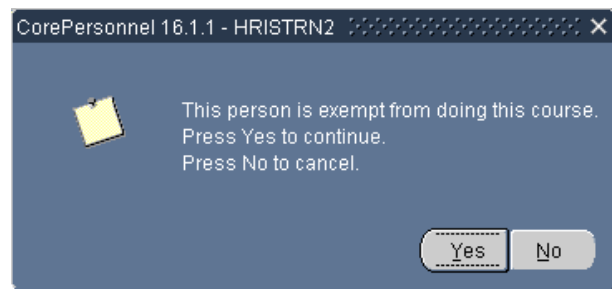 CorePersonnel 16.1.1 - HRISTRN2
This person is exempt from doing this course.
Press Yes to continue.
Press No to cancel.
Yes
No